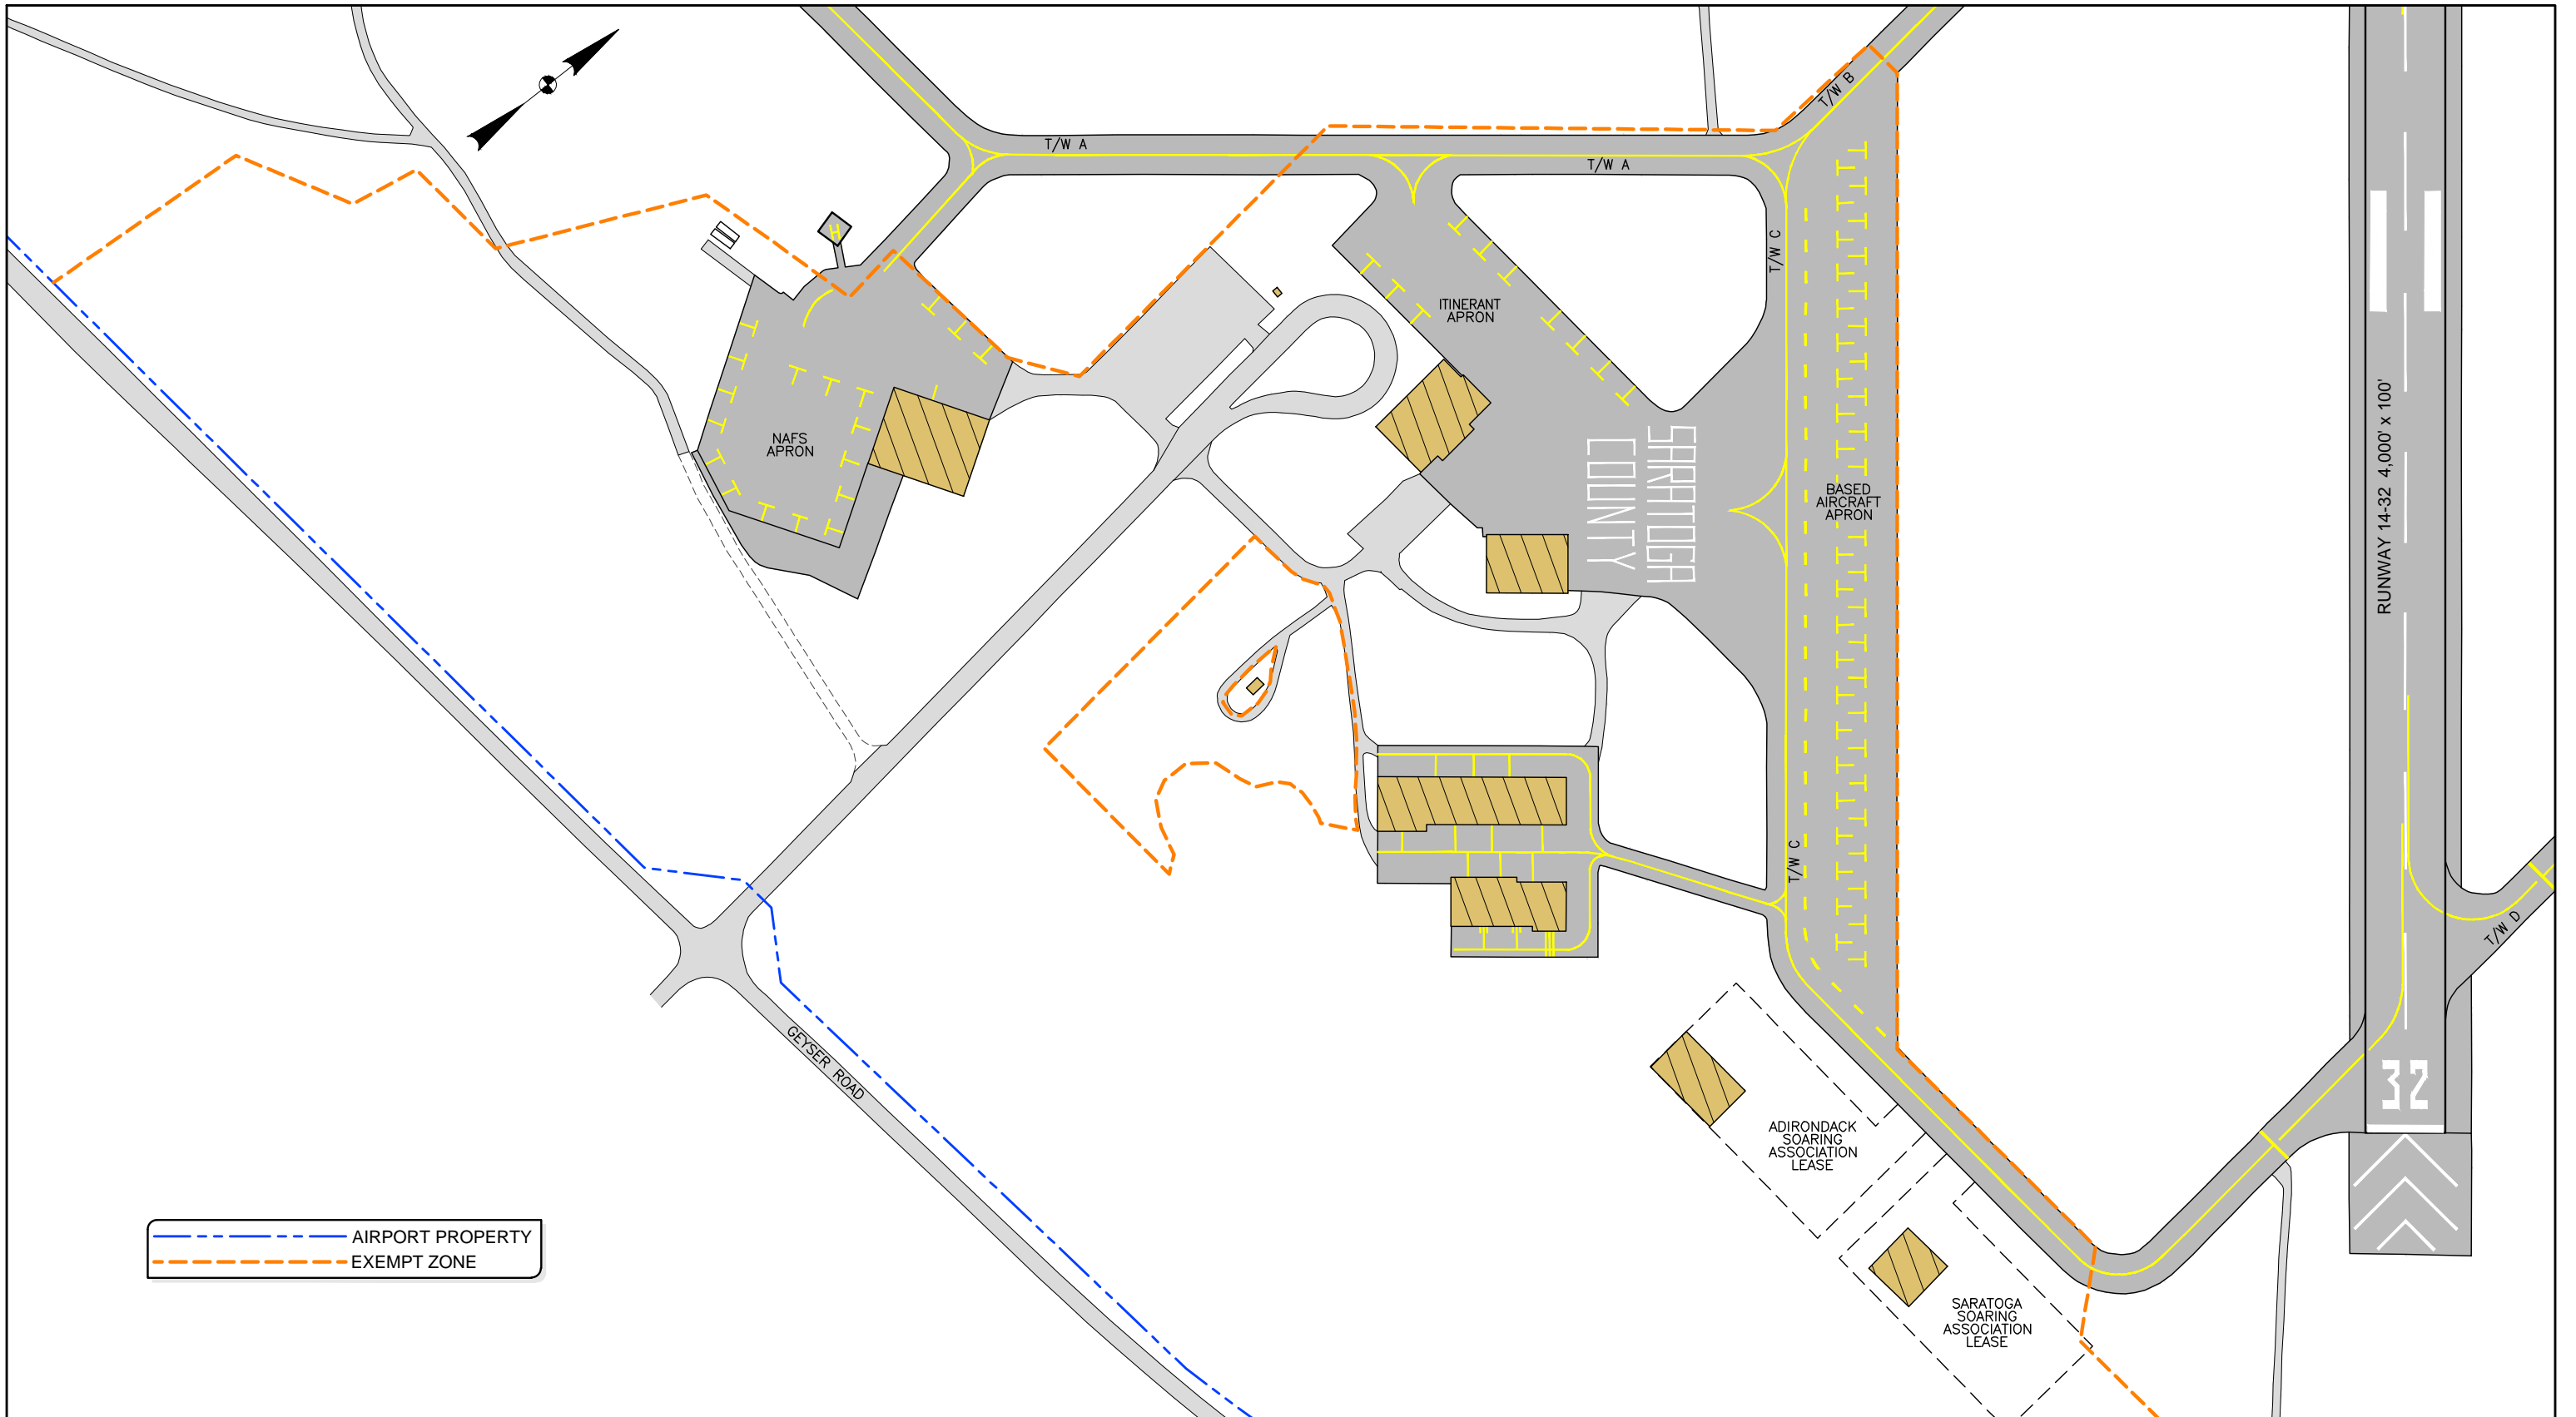 T/W A
T/W A
T/W B
H
T/W C
ITINERANT
APRON
NAFS
APRON
SARATOGA
COUNTY
BASED
AIRCRAFT
APRON
RUNWAY 14-32 4,000' x 100'
T/W C
T/W D
GEYSER ROAD
32
ADIRONDACK
SOARING
ASSOCIATION
LEASE
SARATOGA
SOARING
ASSOCIATION
LEASE
AIRPORT PROPERTY
EXEMPT ZONE